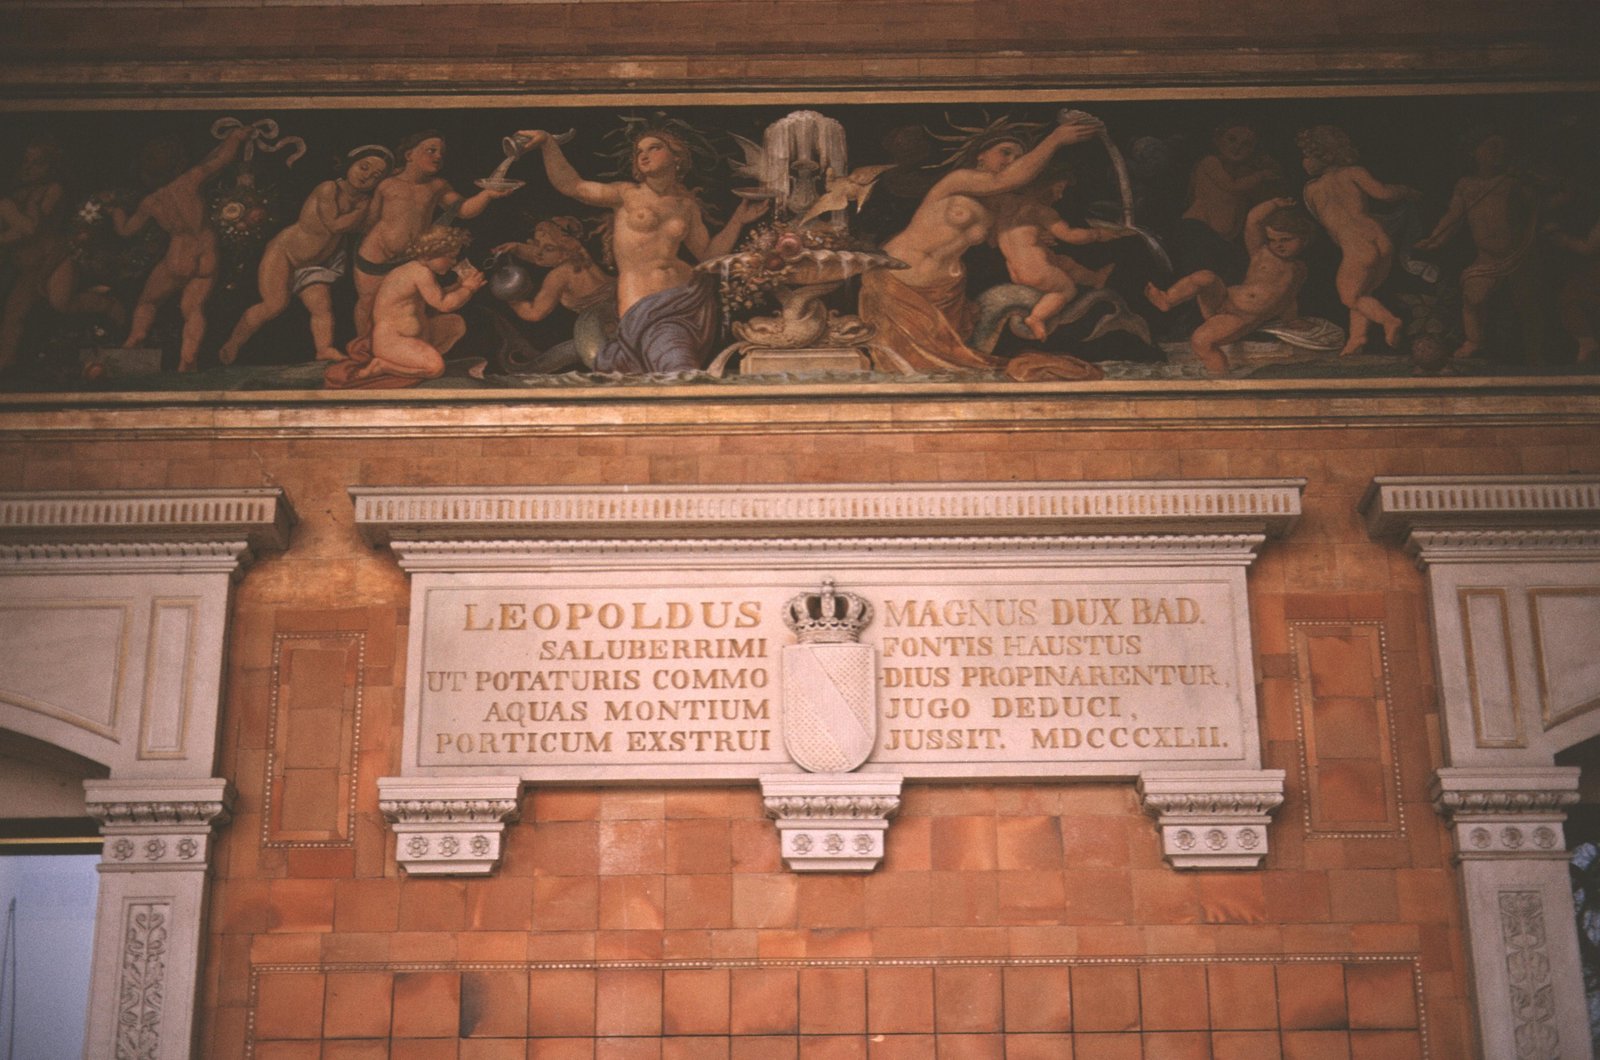 LEOPOLDUS MAGNUS DUX BAD.
SALUBERRIMI FONTIS HAUSTUS
UT POTATURIS COMMODIUS PROPINARENTUR,
AQUAS MONTIUM JUGO DEDUCI,
PORTICUM EXSTRUI JUSSIT. MDCCCXLII.